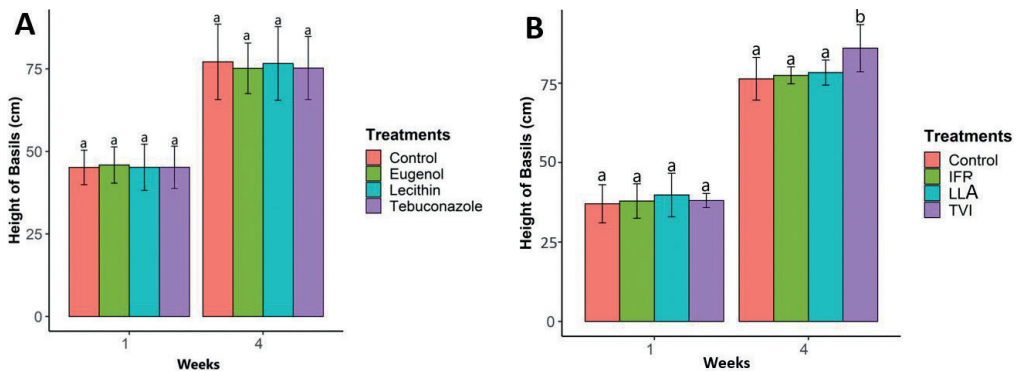 A
a
a
a
a
a
a
a
a
75
50
25
0
Height of Basils (cm)
1
4
Weeks
Treatments
Control
Eugenol
Lecithin
Tebuconazole
B
a
a
a
a
a
a
a
b
75
50
25
0
Height of Basils (cm)
1
4
Weeks
Treatments
Control
IFR
LLA
TVI